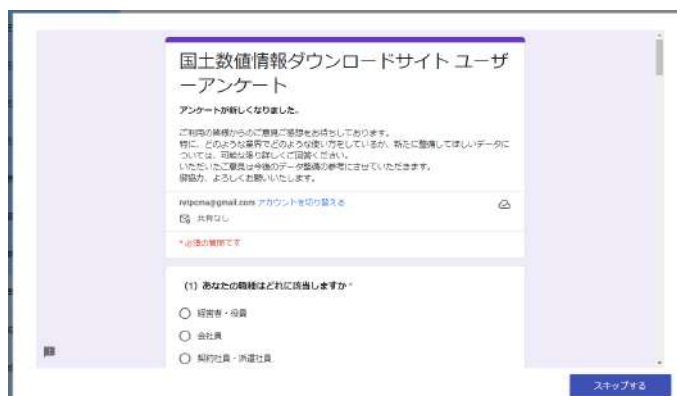 国土数値情報ダウンロードサイト ユーザ
ーアンケート
アンケートが新しくなりました。
ご利用の皆様からのご意見ご感想をお待ちしております。
特に、どのような業界でどのような使い方をしているか、新たに整備してほしいデータに
ついては、可能な限り詳しくご回答ください。
いただいたご意見は今後のデータ整備の参考にさせていただきます。
御協力、よろしくお願いいたします。
アカウントを切り替える
共有なし
*必須の質問です
(1) あなたの職種はどれに該当しますか *
経営者・役員
会社員
契約社員・派遣社員
スキップする